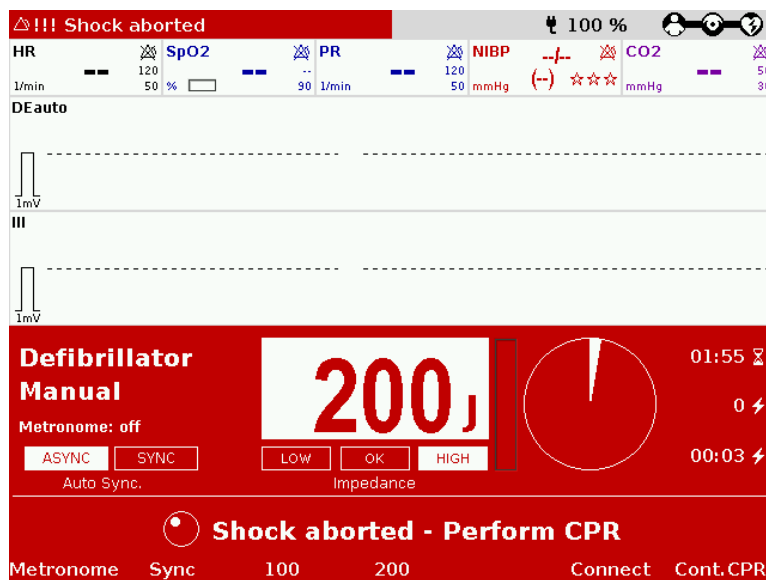 !!! Shock aborted 100 %
HR SpO2 PR NIBP --/-- CO2
-- 120 -- -- -- 120 (--) ☆☆☆ -- 50
1/min 50 % 90 1/min 50 mmHg mmHg 30
DEauto
1mV
III
1mV
Defibrillator
Manual
Metronome: off
200 J
01:55
0
00:03
ASYNC SYNC LOW OK HIGH
Auto Sync. Impedance
Shock aborted - Perform CPR
Metronome Sync 100 200 Connect Cont.CPR